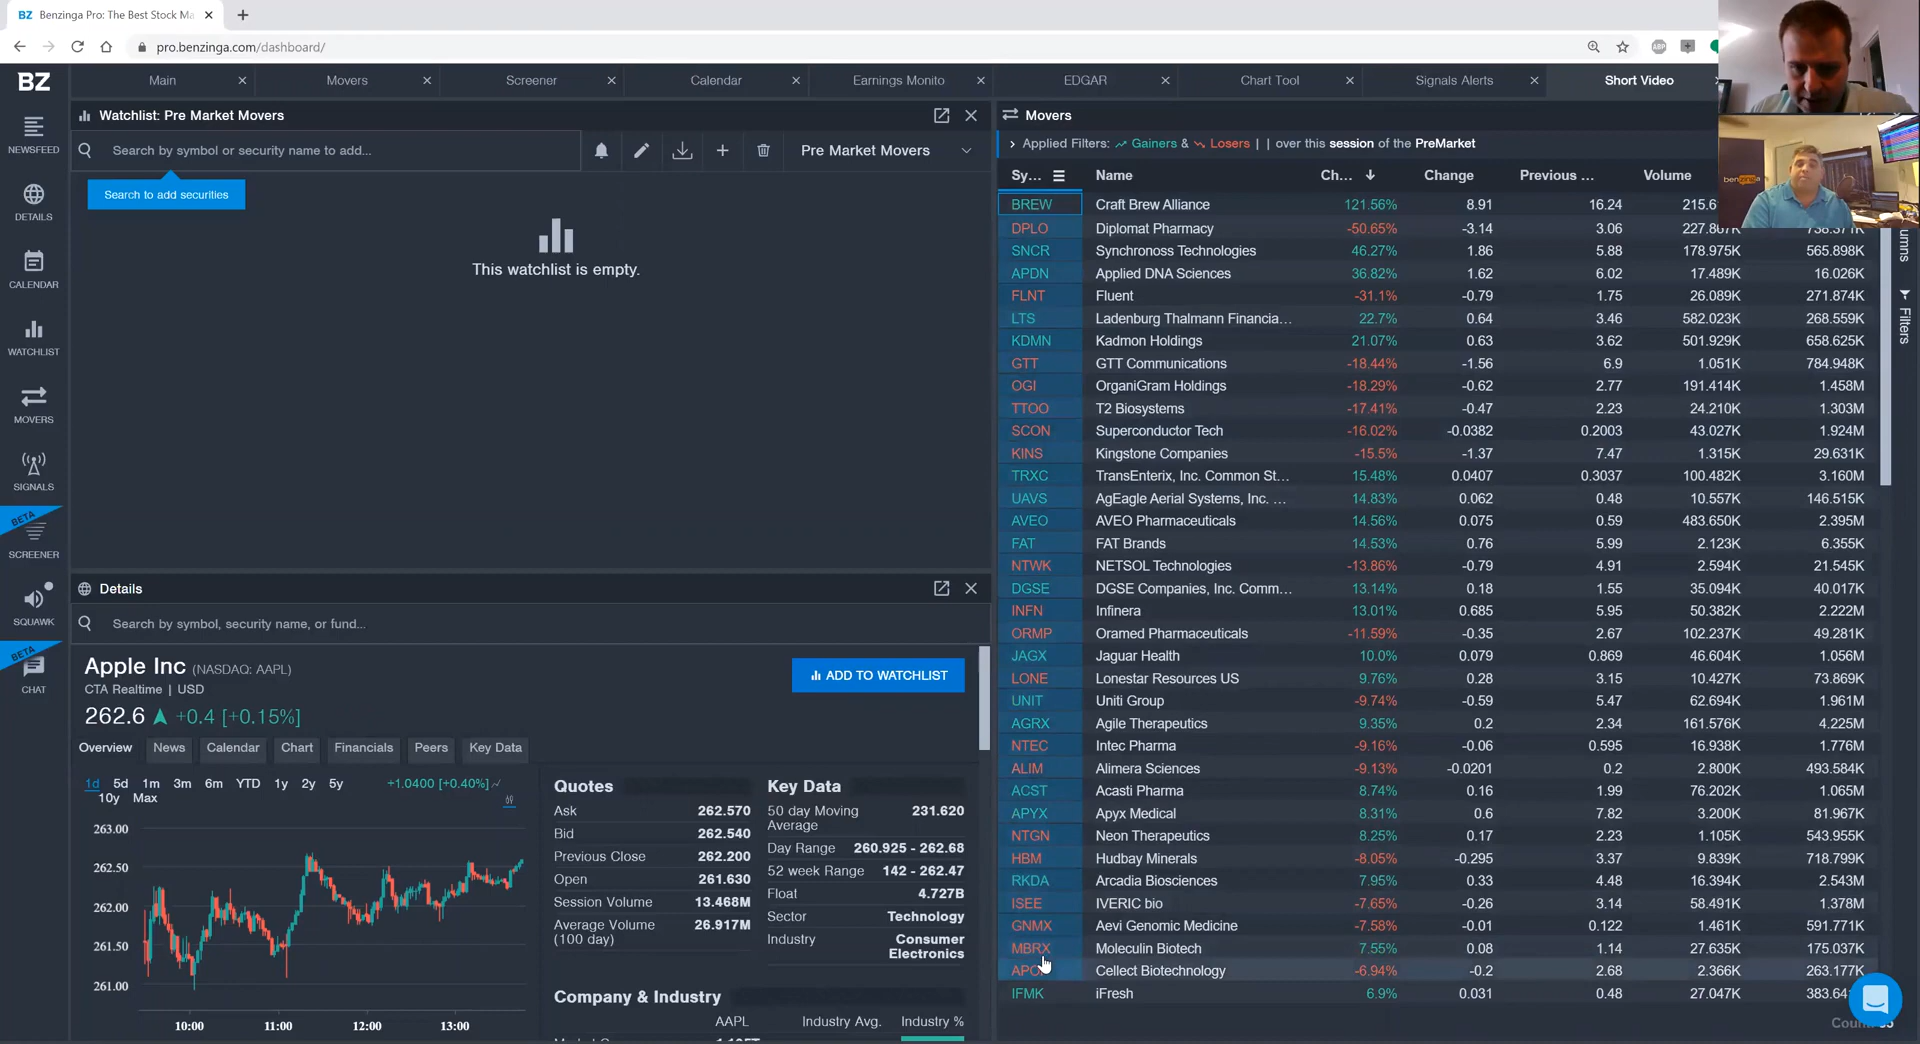 Benzinga Pro: The Best Stock Ma
pro.benzinga.com/dashboard/
ABP
BZ
Main
Movers
Screener
Calendar
Earnings Monito
EDGAR
Chart Tool
Signals Alerts
Short Video
NEWSFEED
DETAILS
CALENDAR
WATCHLIST
MOVERS
SIGNALS
BETA
SCREENER
SQUAWK
BETA
CHAT
Watchlist: Pre Market Movers
Search by symbol or security name to add...
Pre Market Movers
Search to add securities
This watchlist is empty.
Details
Search by symbol, security name, or fund...
Apple Inc (NASDAQ: AAPL)
CTA Realtime | USD
262.6 +0.4 [+0.15%]
ADD TO WATCHLIST
Overview News Calendar Chart Financials Peers Key Data
1d 5d 1m 3m 6m YTD 1y 2y 5y
10y Max
+1.0400 [+0.40%]
263.00
262.50
262.00
261.50
261.00
10:00 11:00 12:00 13:00
Quotes
Ask 262.570
Bid 262.540
Previous Close 262.200
Open 261.630
Session Volume 13.468M
Average Volume 26.917M
(100 day)
Key Data
50 day Moving 231.620
Average
Day Range 260.925 - 262.68
52 week Range 142 - 262.47
Float 4.727B
Sector Technology
Industry Consumer
Electronics
Company & Industry
AAPL Industry Avg. Industry %
Movers
Applied Filters: Gainers & Losers | | over this session of the PreMarket
Sy... Name Ch... Change Previous ... Volume
BREW Craft Brew Alliance 121.56% 8.91 16.24 215.6
DPLO Diplomat Pharmacy -50.65% -3.14 3.06
SNCR Synchronoss Technologies 46.27% 1.86 5.88 178.975K 565.898K
APDN Applied DNA Sciences 36.82% 1.62 6.02 17.489K 16.026K
FLNT Fluent -31.1% -0.79 1.75 26.089K 271.874K
LTS Ladenburg Thalmann Financia... 22.7% 0.64 3.46 582.023K 268.559K
KDMN Kadmon Holdings 21.07% 0.63 3.62 501.929K 658.625K
GTT GTT Communications -18.44% -1.56 6.9 1.051K 784.948K
OGI OrganiGram Holdings -18.29% -0.62 2.77 191.414K 1.458M
TTOO T2 Biosystems -17.41% -0.47 2.23 24.210K 1.303M
SCON Superconductor Tech -16.02% -0.0382 0.2003 43.027K 1.924M
KINS Kingstone Companies -15.5% -1.37 7.47 1.315K 29.631K
TRXC TransEnterix, Inc. Common St... 15.48% 0.0407 0.3037 100.482K 3.160M
UAVS AgEagle Aerial Systems, Inc. ... 14.83% 0.062 0.48 10.557K 146.515K
AVEO AVEO Pharmaceuticals 14.56% 0.075 0.59 483.650K 2.395M
FAT FAT Brands 14.53% 0.76 5.99 2.123K 6.355K
NTWK NETSOL Technologies -13.86% -0.79 4.91 2.594K 21.545K
DGSE DGSE Companies, Inc. Comm... 13.14% 0.18 1.55 35.094K 40.017K
INFN Infinera 13.01% 0.685 5.95 50.382K 2.222M
ORMP Oramed Pharmaceuticals -11.59% -0.35 2.67 102.237K 49.281K
JAGX Jaguar Health 10.0% 0.079 0.869 46.604K 1.056M
LONE Lonestar Resources US 9.76% 0.28 3.15 10.427K 73.869K
UNIT Uniti Group -9.74% -0.59 5.47 62.694K 1.961M
AGRX Agile Therapeutics 9.35% 0.2 2.34 161.576K 4.225M
NTEC Intec Pharma -9.16% -0.06 0.595 16.938K 1.776M
ALIM Alimera Sciences -9.13% -0.0201 0.2 2.800K 493.584K
ACST Acasti Pharma 8.74% 0.16 1.99 76.202K 1.065M
APYX Apyx Medical 8.31% 0.6 7.82 3.200K 81.967K
NTGN Neon Therapeutics 8.25% 0.17 2.23 1.105K 543.955K
HBM Hudbay Minerals -8.05% -0.295 3.37 9.839K 718.799K
RKDA Arcadia Biosciences 7.95% 0.33 4.48 16.394K 2.543M
ISEE IVERIC bio -7.65% -0.26 3.14 58.491K 1.378M
GNMX Aevi Genomic Medicine -7.58% -0.01 0.122 1.461K 591.771K
MBRX Moleculin Biotech 7.55% 0.08 1.14 27.635K 175.037K
APO Cellect Biotechnology -6.94% -0.2 2.68 2.366K 263.177K
IFMK iFresh 6.9% 0.031 0.48 27.047K 383.64
Filters